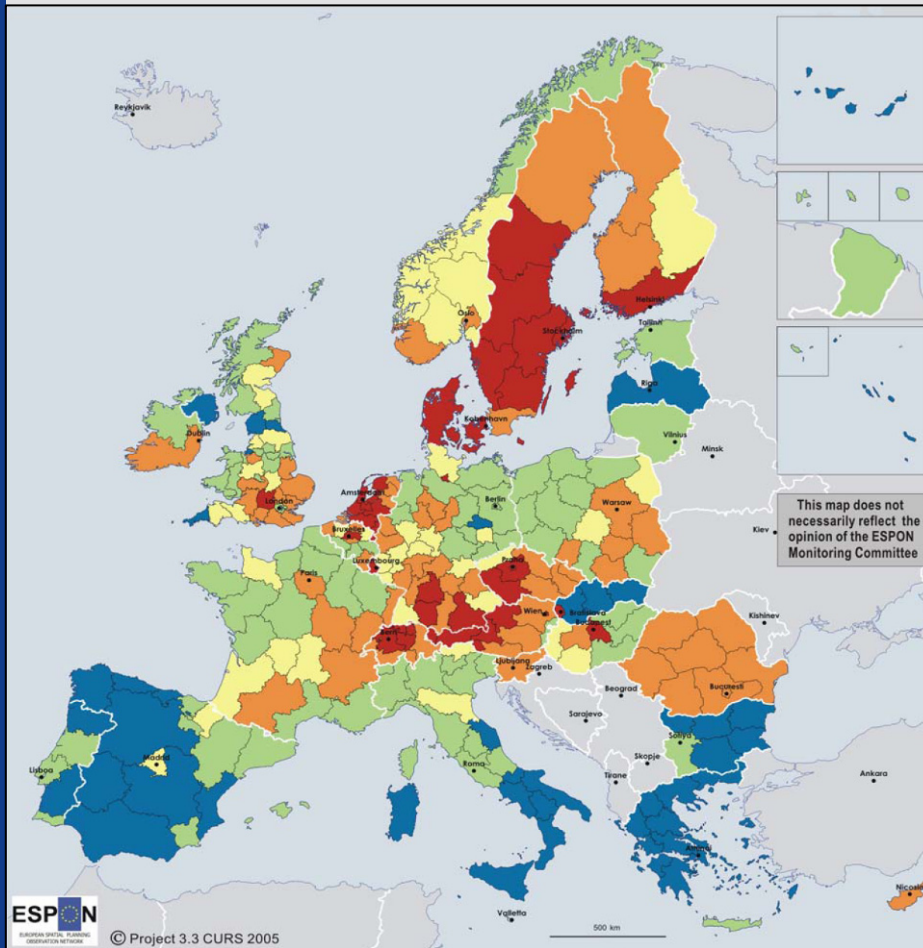 Reykjavik
Oslo
Helsinki
Tallinn
Stockholm
Riga
København
Vilnius
Minsk
Dublin
London
Amsterdam
Berlin
Warsaw
Bruxelles
Kiev
Luxembourg
Praha
Paris
Wien
Bratislava
Budapest
Kishinev
Bern
Ljubljana
Zagreb
Bucuresti
Beograd
Sarajevo
Sofiya
Skopje
Madrid
Roma
Tirane
Ankara
Lisboa
Athinai
Nicosia
Valletta
This map does not
necessarily reflect the
opinion of the ESPON
Monitoring Committee
ESPON
EUROPEAN SPATIAL PLANNING
OBSERVATION NETWORK
© Project 3.3 CURS 2005
500 km